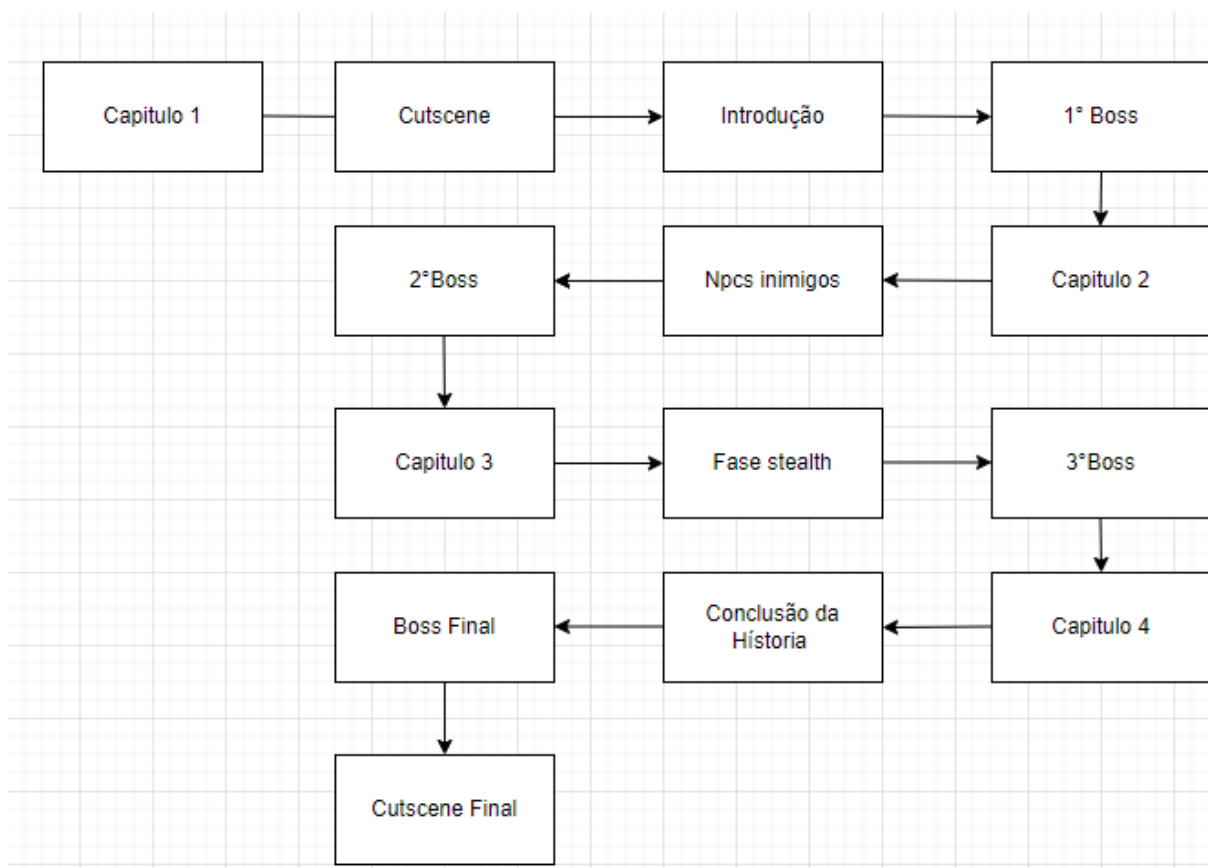 Capitulo 1
Cutscene
Introdução
1° Boss
2°Boss
Npcs inimigos
Capitulo 2
Capitulo 3
Fase stealth
3°Boss
Boss Final
Conclusão da
Hístoria
Capitulo 4
Cutscene Final